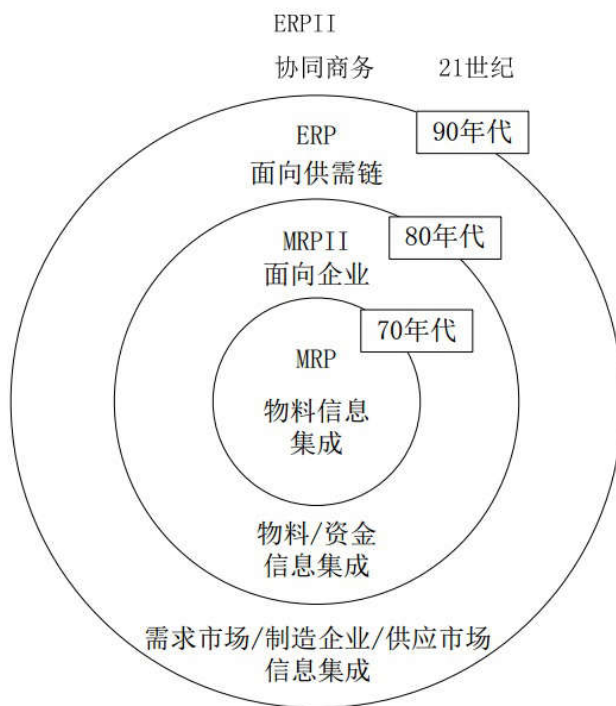 ERPII
协同商务 21世纪
90年代
ERP
面向供需链
80年代
MRPII
面向企业
70年代
MRP
物料信息
集成
物料/资金
信息集成
需求市场/制造企业/供应市场
信息集成